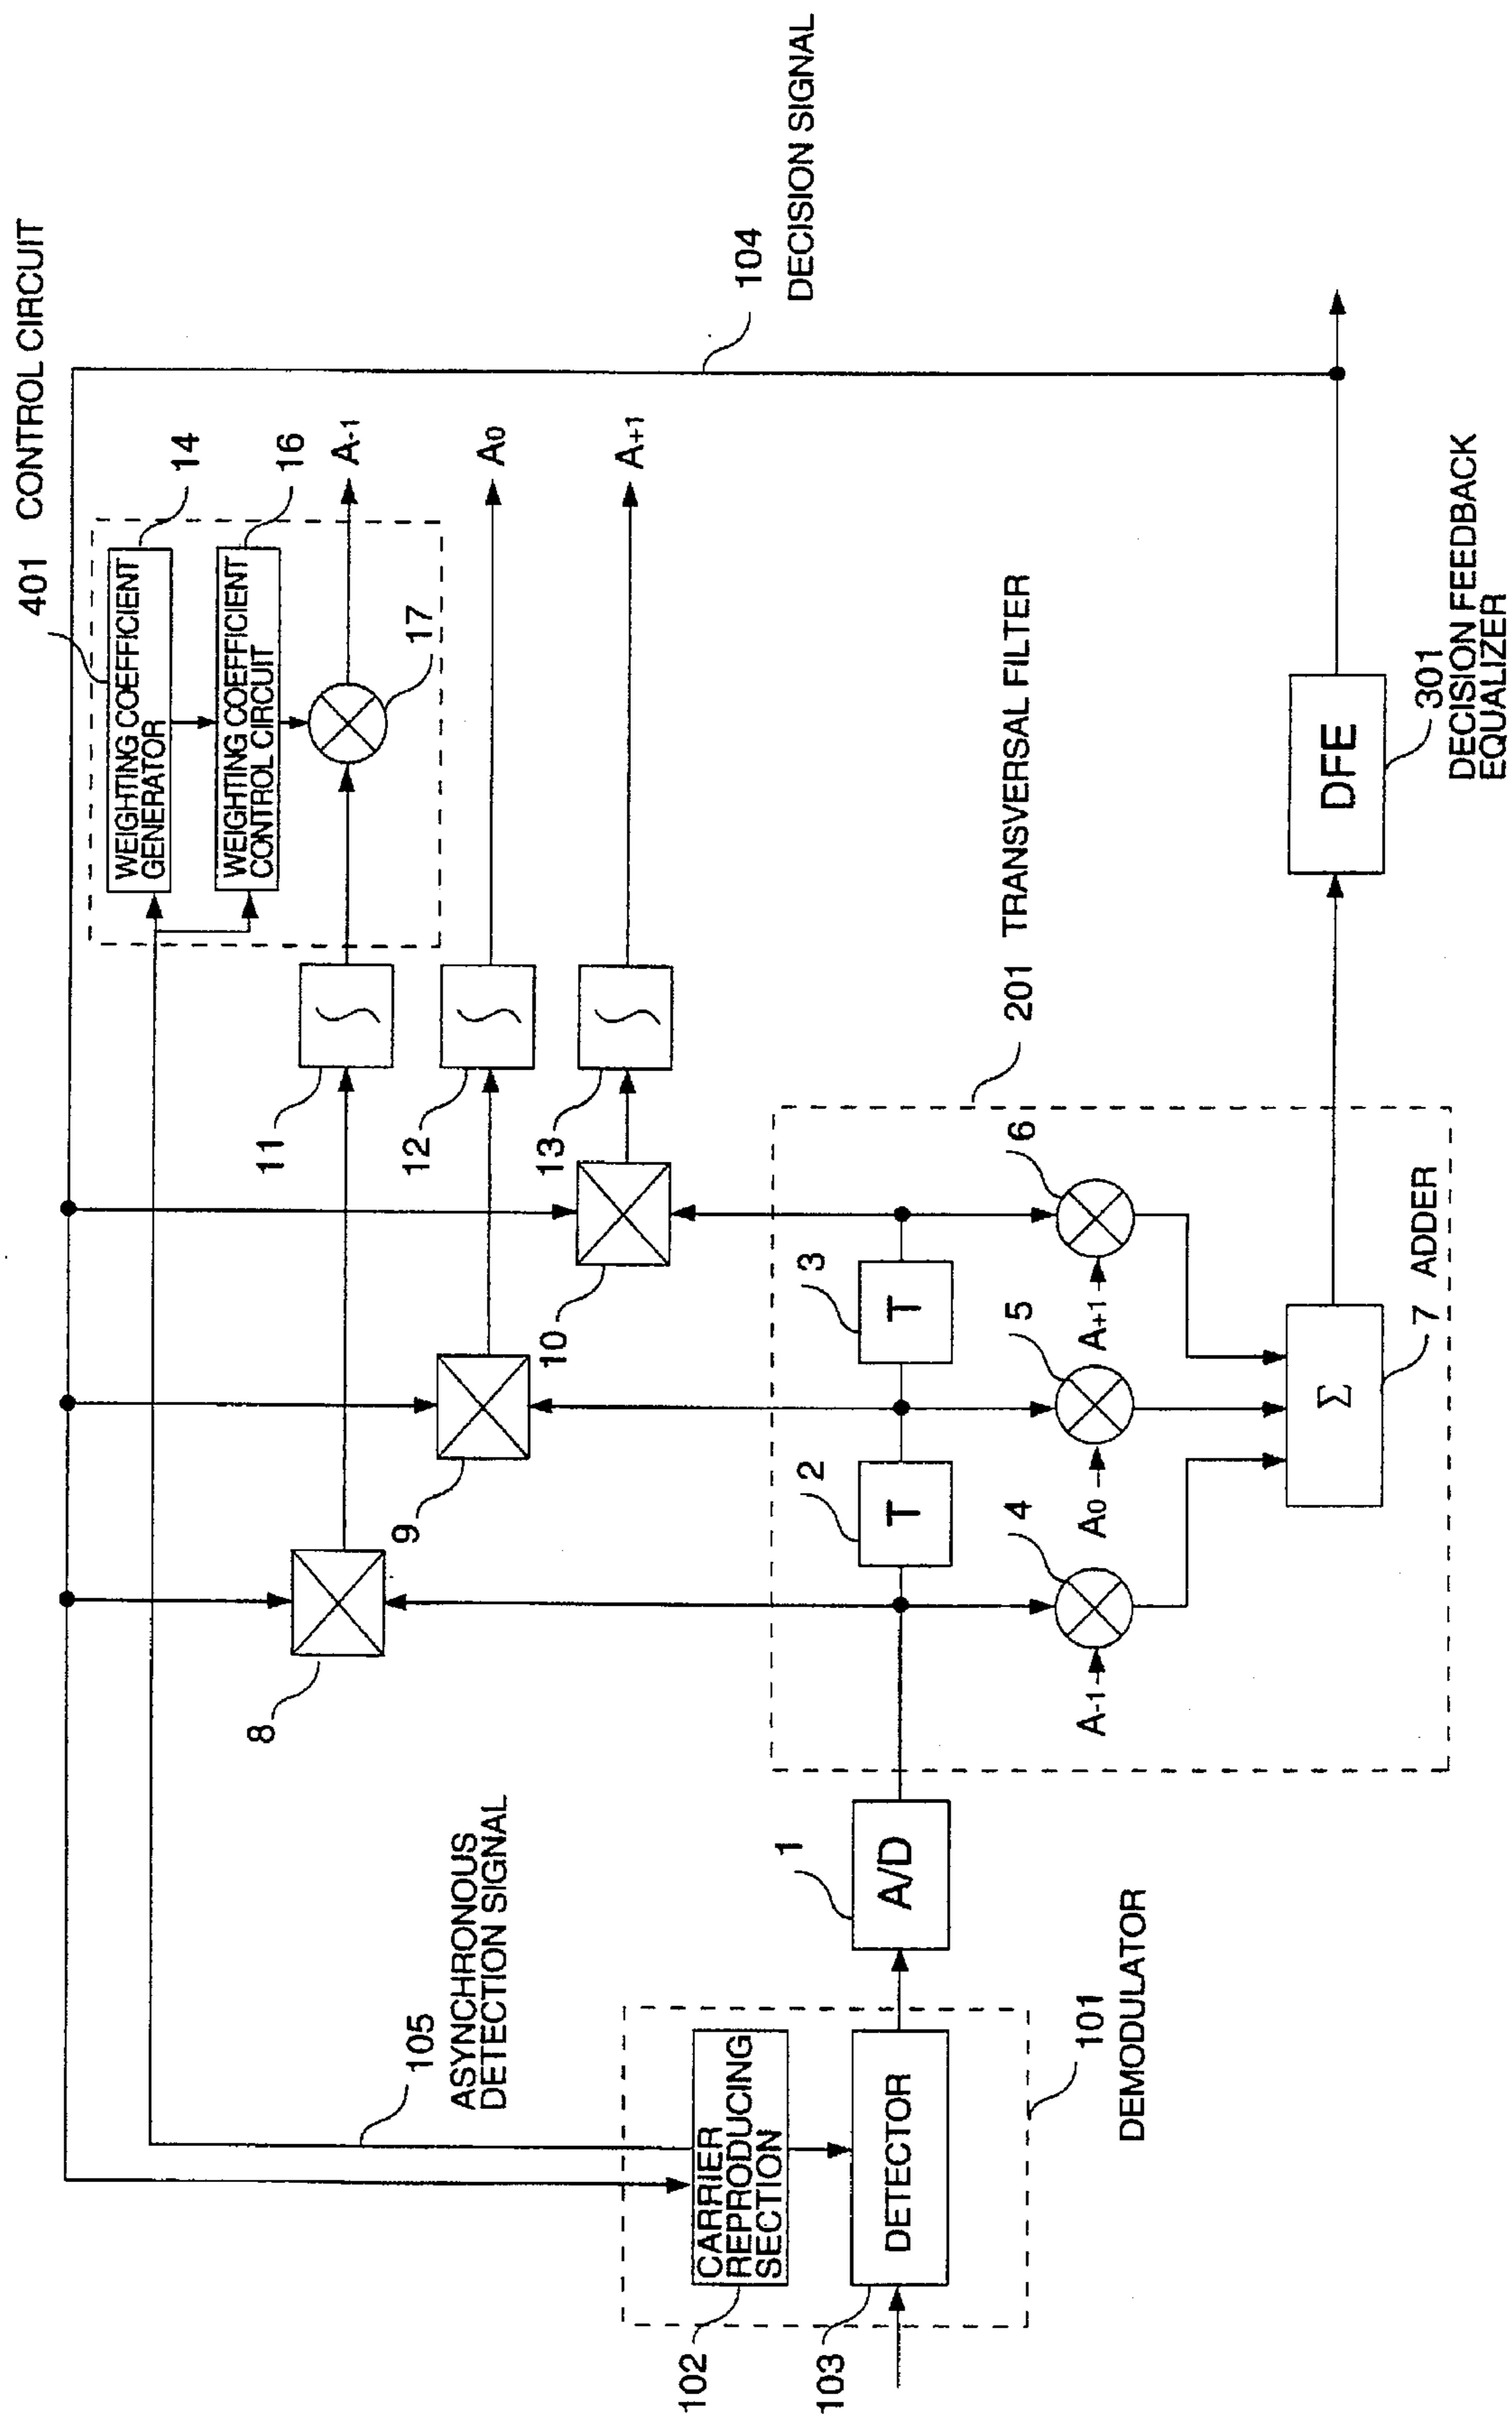 401 CONTROL CIRCUIT
14
WEIGHTING COEFFICIENT
GENERATOR
16
WEIGHTING COEFFICIENT
CONTROL CIRCUIT
17
A-1
A0
A+1
104
DECISION SIGNAL
105
ASYNCHRONOUS
DETECTION SIGNAL
8
9
10
11
∫
12
∫
13
∫
102
CARRIER
REPRODUCING
SECTION
103
DETECTOR
101
DEMODULATOR
1
A/D
201 TRANSVERSAL FILTER
2
T
3
T
4
A-1
5
A0
6
A+1
Σ
7 ADDER
DFE
301
DECISION FEEDBACK
EQUALIZER